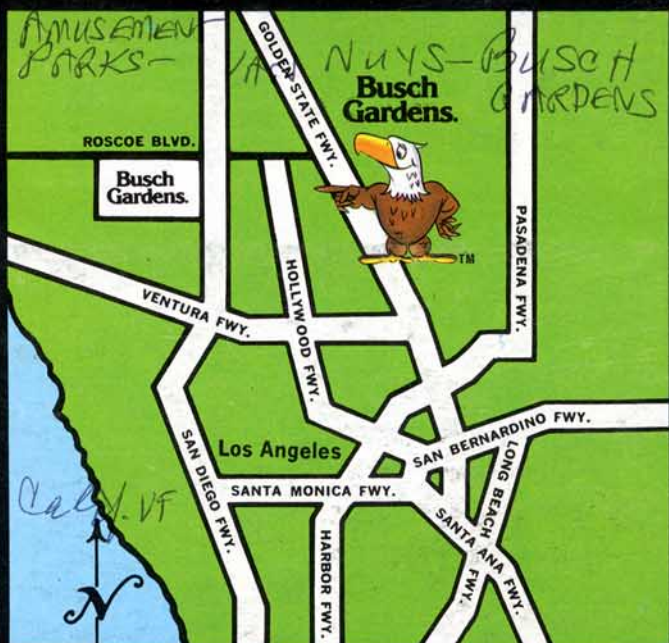 AMUSEMENT
PARKS- VAN NUYS-BUSCH
GARDENS
GOLDEN STATE FWY.
Busch
Gardens.
ROSCOE BLVD.
Busch
Gardens.
TM
PASADENA FWY.
HOLLYWOOD FWY.
VENTURA FWY.
Los Angeles
SAN BERNARDINO FWY.
SAN DIEGO FWY.
SANTA MONICA FWY.
LONG BEACH FWY.
SANTA ANA FWY.
HARBOR FWY.
VF
N